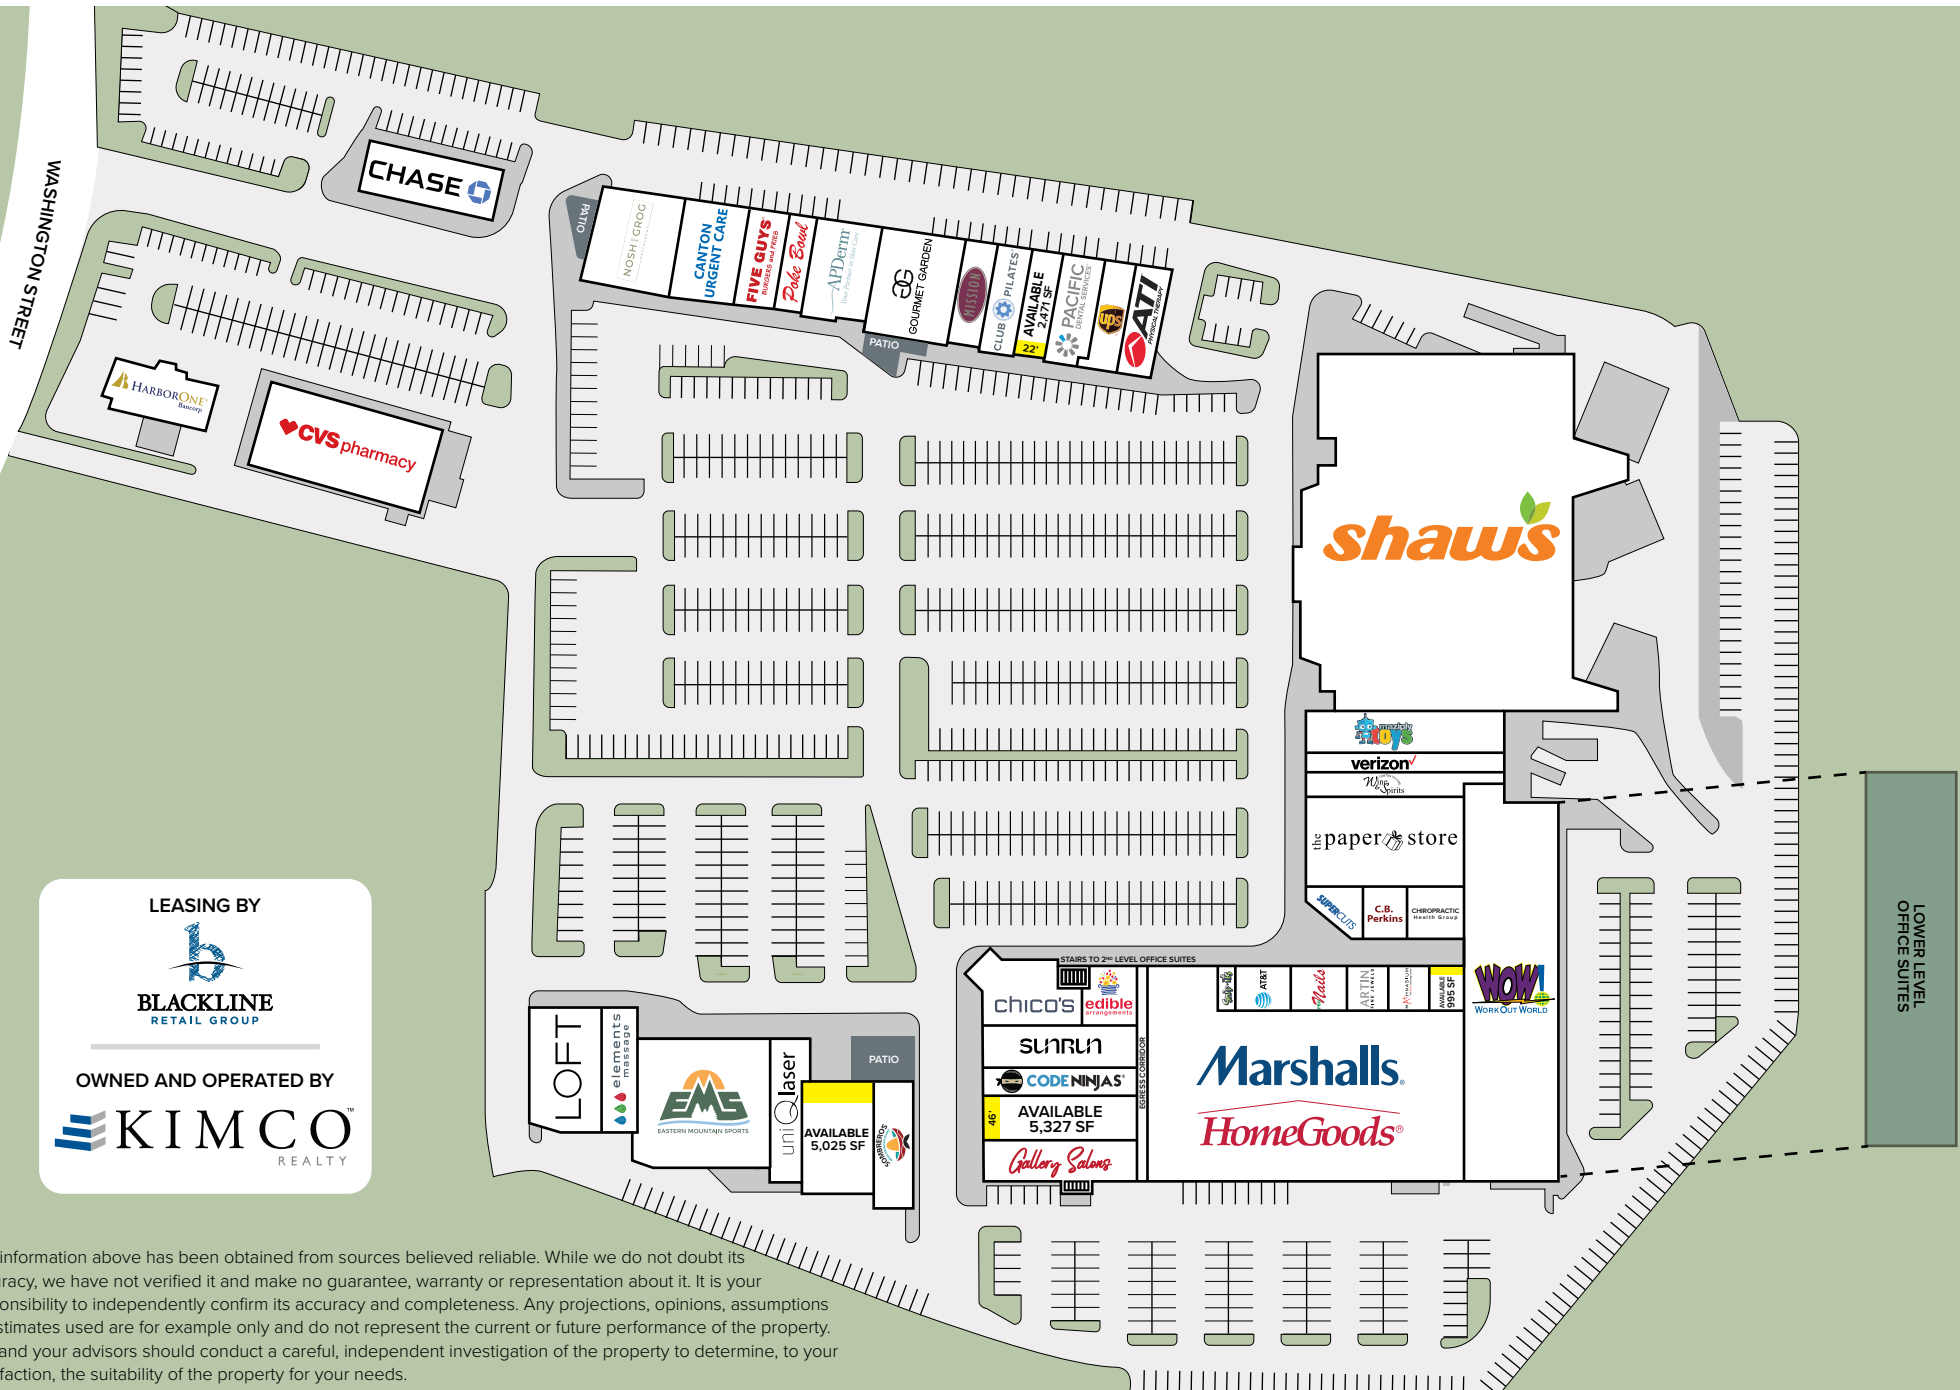 WASHINGTON STREET
CHASE
HARBORONE
Bancorp
CVS pharmacy
PATIO
NOSH AND GROG
CANTON
URGENT CARE
FIVE GUYS
BURGERS and FRIES
Poke Bowl
APDerm
Your Partner in Skin Care
GG
GOURMET GARDEN
PATIO
MISSION
CLUB PILATES
AVAILABLE
2,471 SF
22'
PACIFIC
DENTAL SERVICES
ups
ATI
PHYSICAL THERAPY
shaw's
maziply
toys
verizon
Wine
& Spirits
the paper store
SUPERCUTS
C.B.
Perkins
CHIROPRACTIC
Health Group
STAIRS TO 2ND LEVEL OFFICE SUITES
chico's
edible
arrangements
sunrun
CODE NINJAS
46'
AVAILABLE
5,327 SF
Gallery Salons
EGRESS CORRIDOR
AT&T
Nails
AVAILABLE
995 SF
WOW!
WORK OUT WORLD
Marshalls.
HomeGoods®
LOWER LEVEL
OFFICE SUITES
LOFT
elements
massage
EMS
EASTERN MOUNTAIN SPORTS
uniQ laser
AVAILABLE
5,025 SF
PATIO
SOMBREROS
LEASING BY
b
BLACKLINE
RETAIL GROUP
OWNED AND OPERATED BY
KIMCO™
REALTY
information above has been obtained from sources believed reliable. While we do not doubt its
racy, we have not verified it and make no guarantee, warranty or representation about it. It is your
onsibility to independently confirm its accuracy and completeness. Any projections, opinions, assumptions
stimates used are for example only and do not represent the current or future performance of the property.
and your advisors should conduct a careful, independent investigation of the property to determine, to your
faction, the suitability of the property for your needs.